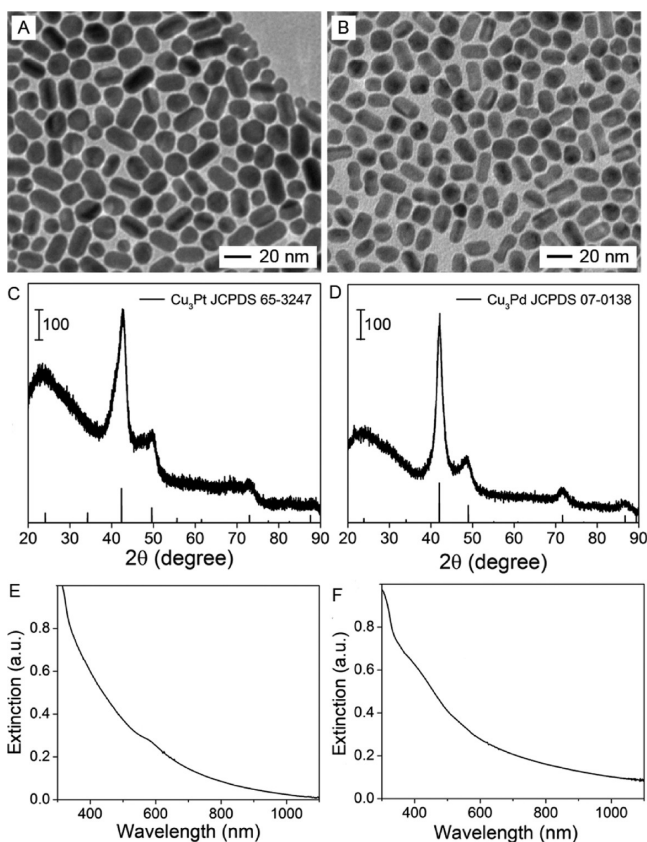 A
B
20 nm
20 nm
C
Cu₃Pt JCPDS 65-3247
100
20 30 40 50 60 70 80 90
2θ (degree)
D
Cu₃Pd JCPDS 07-0138
100
20 30 40 50 60 70 80 90
2θ (degree)
E
Extinction (a.u.)
0.8
0.6
0.4
0.2
0.0
400 600 800 1000
Wavelength (nm)
F
Extinction (a.u.)
0.8
0.6
0.4
0.2
0.0
400 600 800 1000
Wavelength (nm)